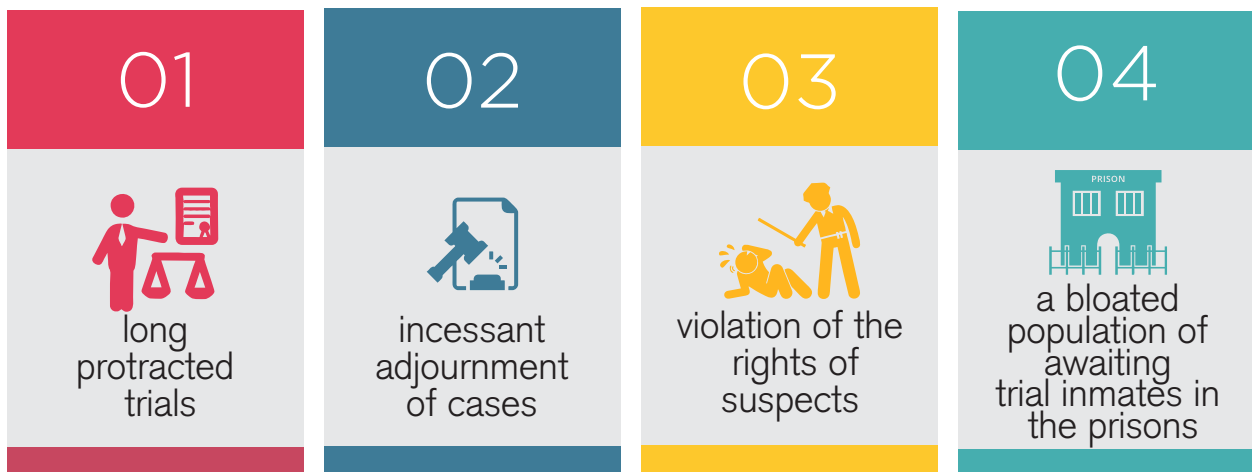 01
long
protracted
trials
02
incessant
adjournment
of cases
03
violation of the
rights of
suspects
04
PRISON
a bloated
population of
awaiting
trial inmates in
the prisons